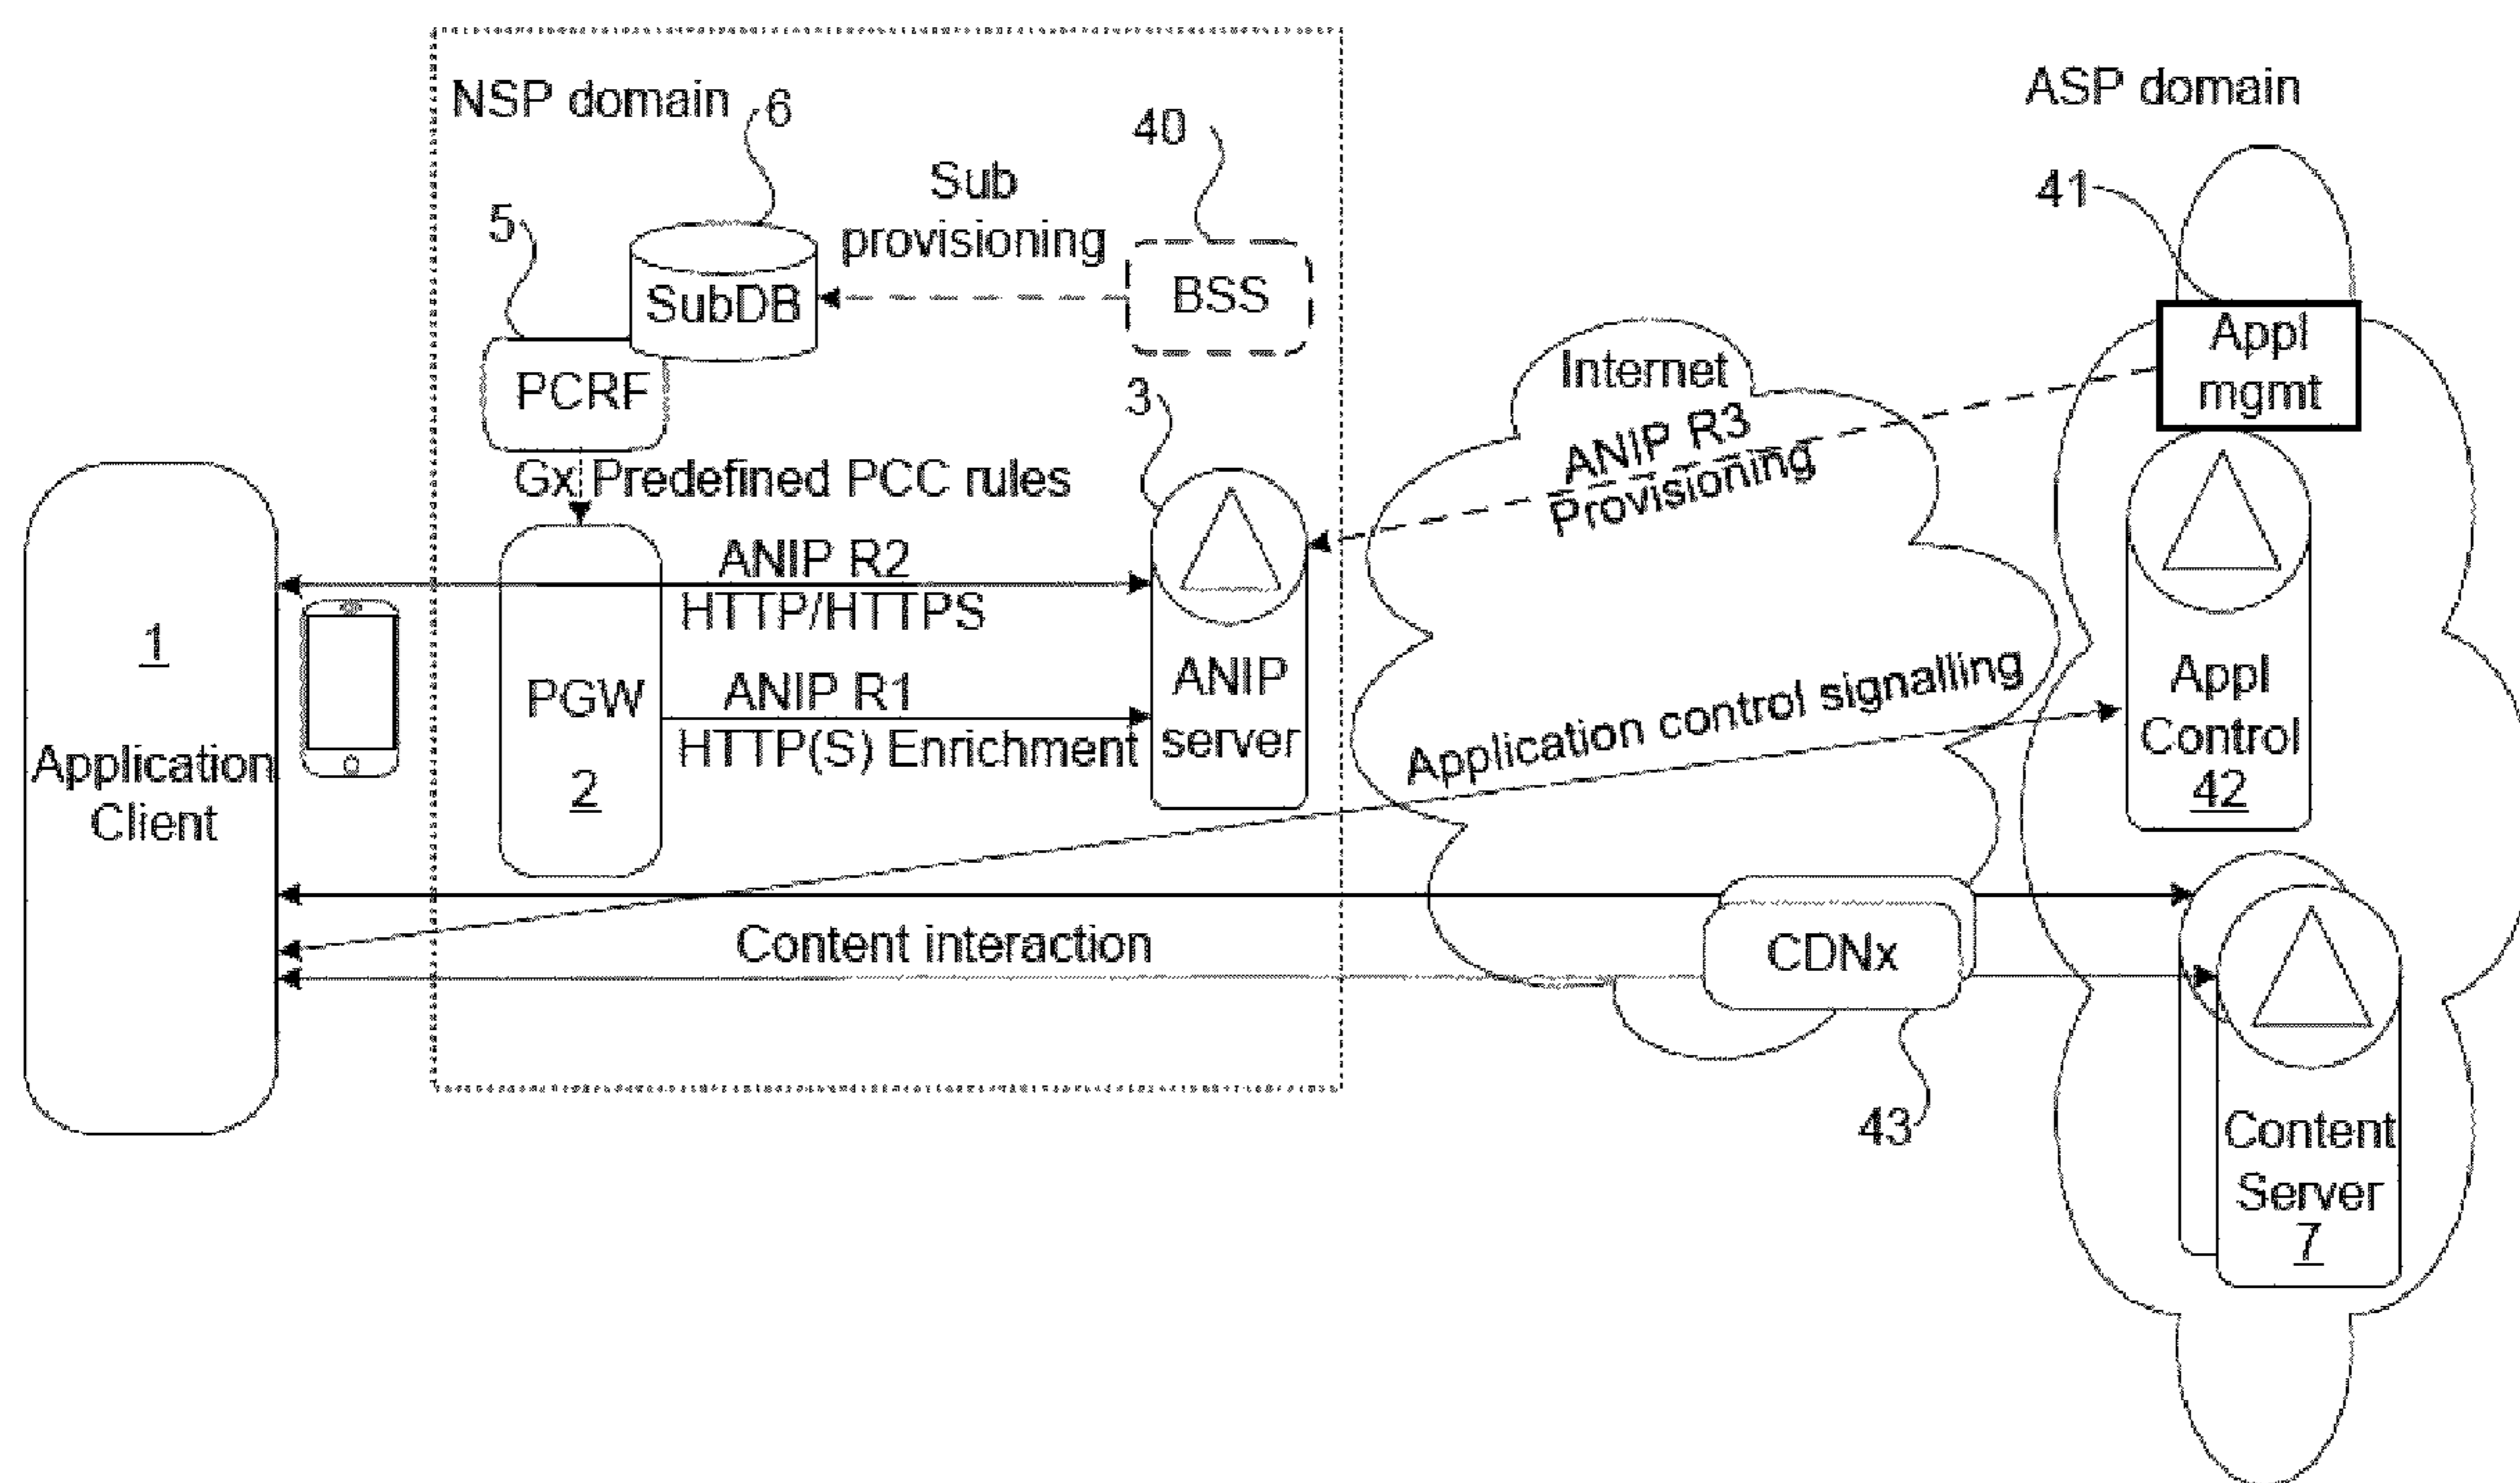 NSP domain
6
40
ASP domain
41
Sub
provisioning
5
SubDB
BSS
Appl
mgmt
PCRF
3
Internet
ANIP R3
Provisioning
Gx Predefined PCC rules
ANIP R2
HTTP/HTTPS
1
Application
Client
PGW
2
ANIP R1
HTTP(S) Enrichment
ANIP
server
Application control signalling
Appl
Control
42
Content interaction
CDNx
43
Content
Server
7